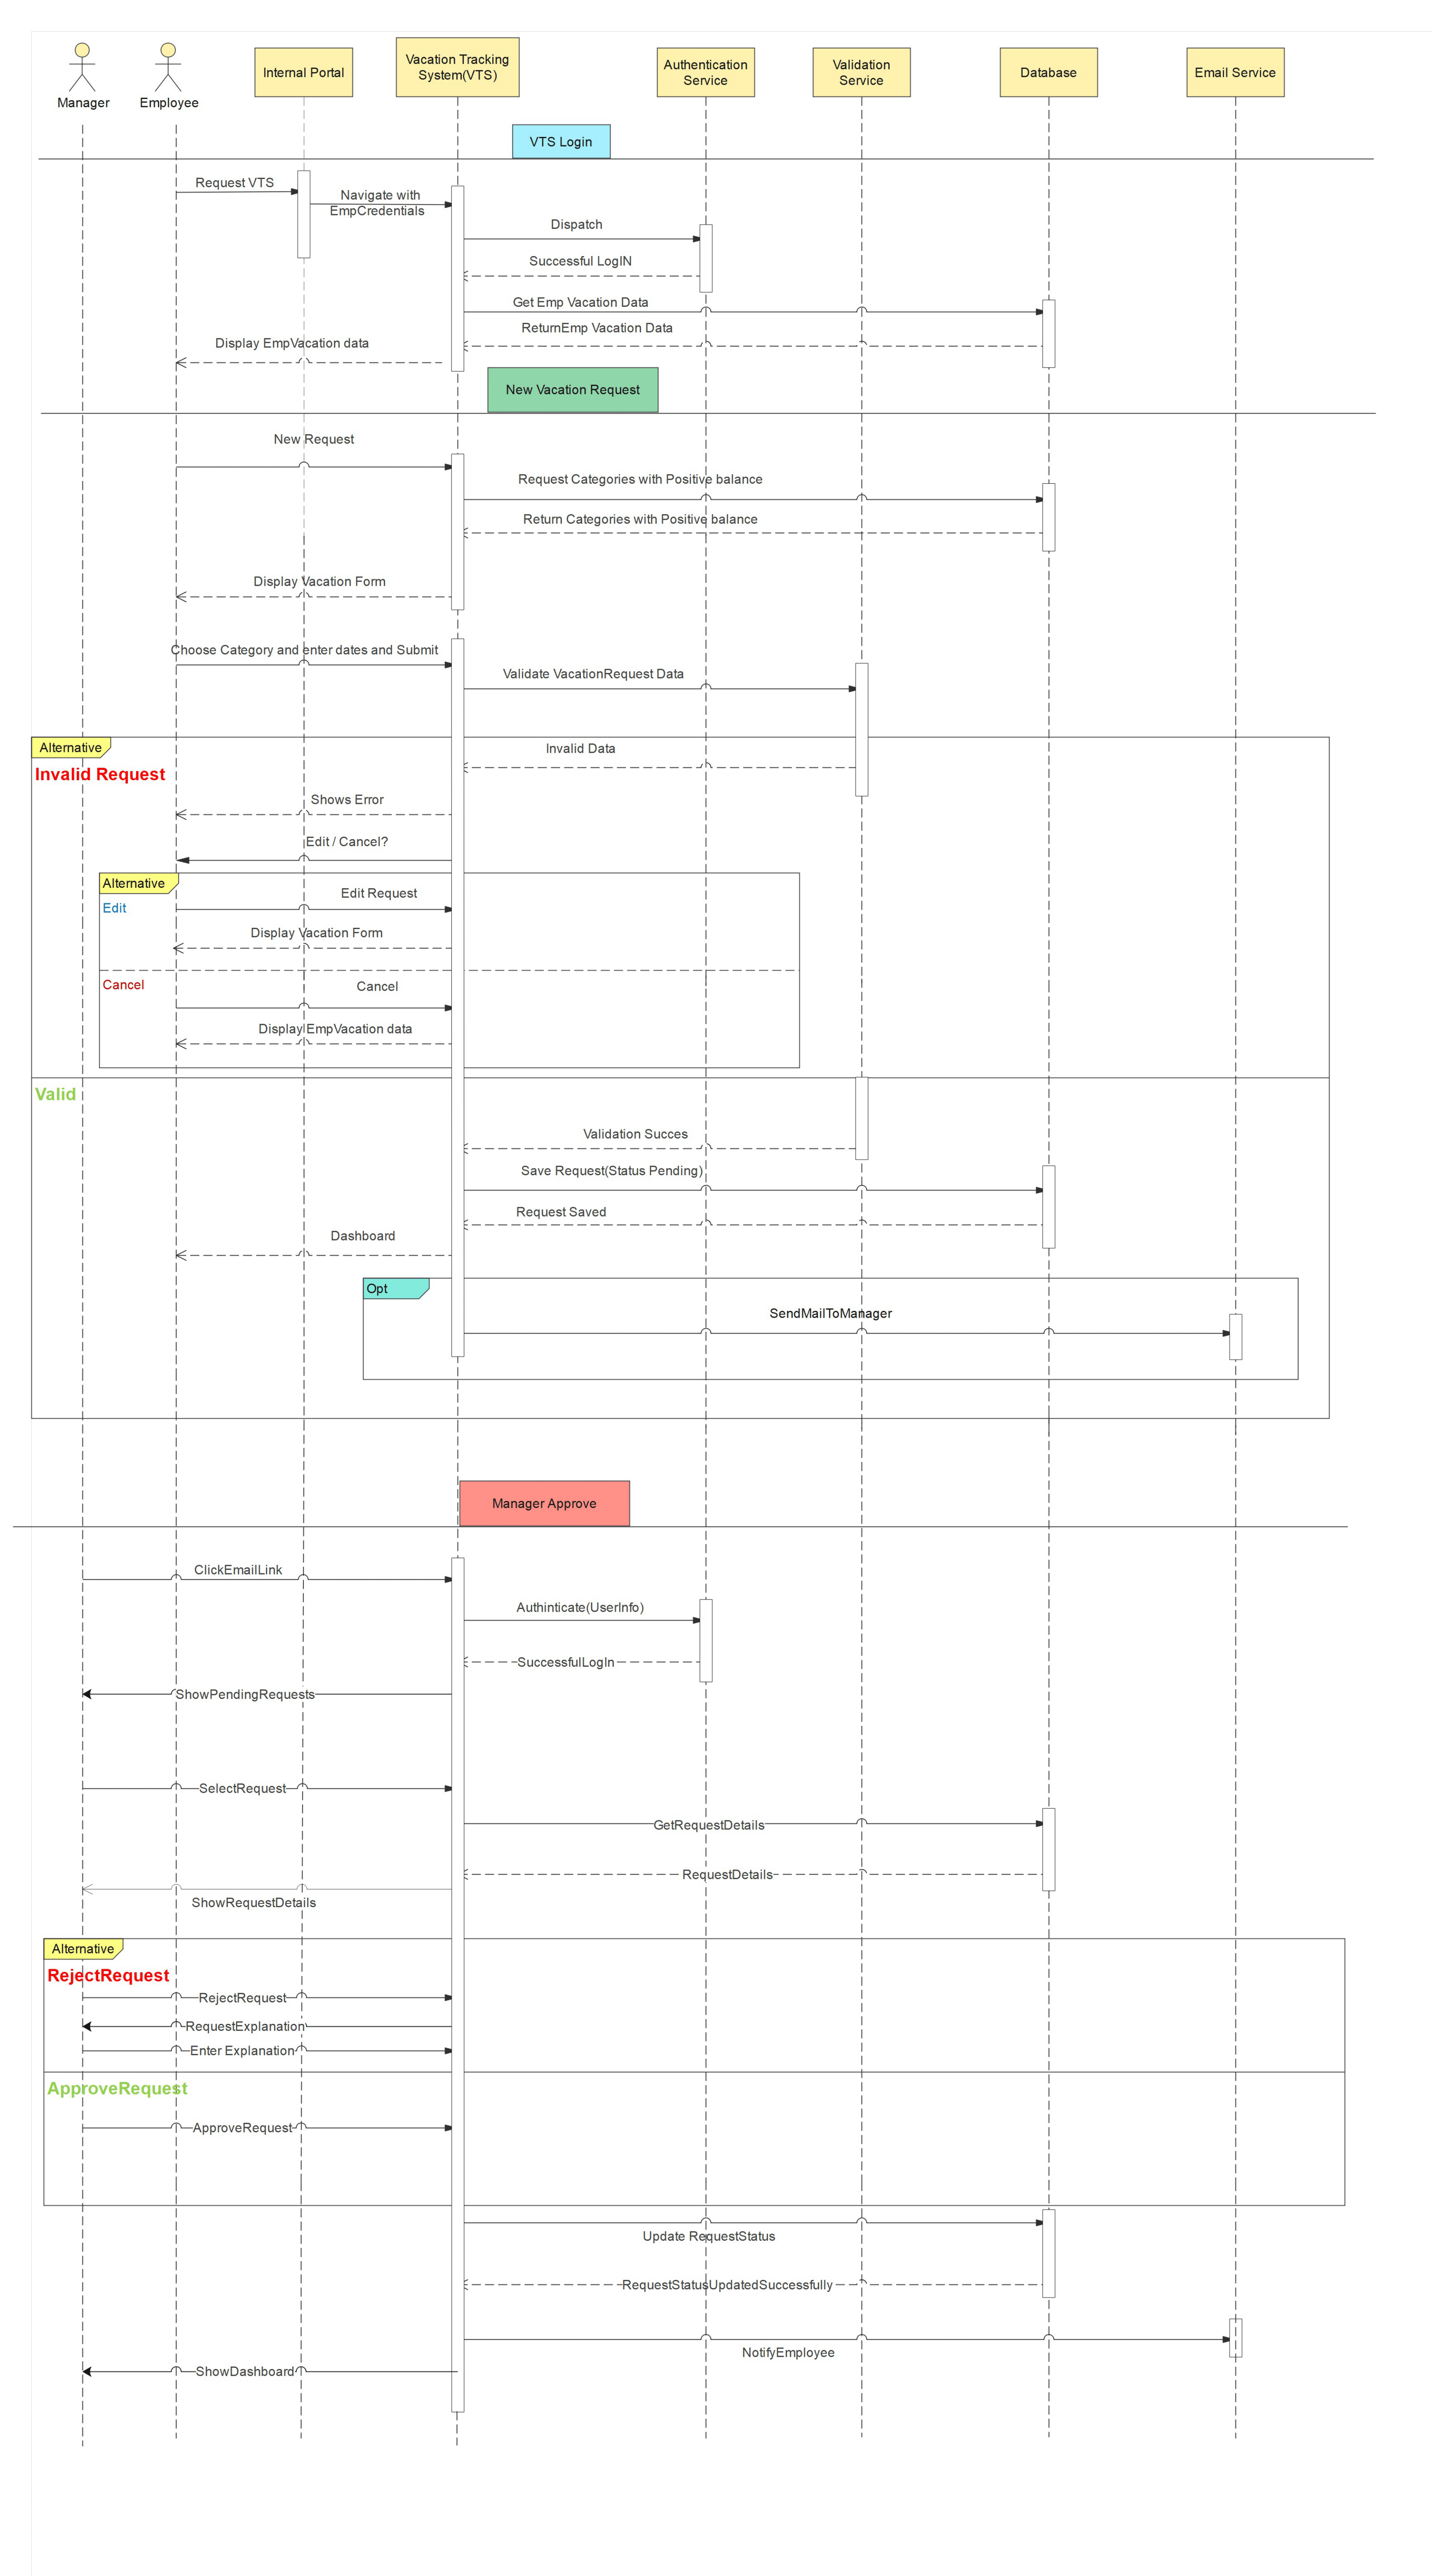 Manager
Employee
Internal Portal
Vacation Tracking
System(VTS)
Authentication
Service
Validation
Service
Database
Email Service
VTS Login
Request VTS
Navigate with
EmpCredentials
Dispatch
Successful LogIN
Get Emp Vacation Data
ReturnEmp Vacation Data
Display EmpVacation data
New Vacation Request
New Request
Request Categories with Positive balance
Return Categories with Positive balance
Display Vacation Form
Choose Category and enter dates and Submit
Validate VacationRequest Data
Alternative
Invalid Data
Invalid Request
Shows Error
Edit / Cancel?
Alternative
Edit Request
Edit
Display Vacation Form
Cancel
Cancel
Display EmpVacation data
Valid
Validation Succes
Save Request(Status Pending)
Request Saved
Dashboard
Opt
SendMailToManager
Manager Approve
ClickEmailLink
Authinticate(UserInfo)
SuccessfulLogIn
ShowPendingRequests
SelectRequest
GetRequestDetails
RequestDetails
ShowRequestDetails
Alternative
RejectRequest
RejectRequest
RequestExplanation
Enter Explanation
ApproveRequest
ApproveRequest
Update RequestStatus
RequestStatusUpdatedSuccessfully
NotifyEmployee
ShowDashboard